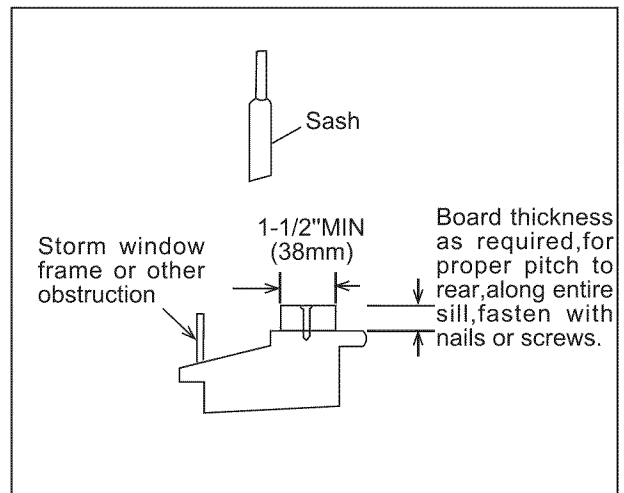 Sash
1-1/2"MIN
(38mm)
Storm window
frame or other
obstruction
Board thickness
as required,for
proper pitch to
rear,along entire
sill,fasten with
nails or screws.